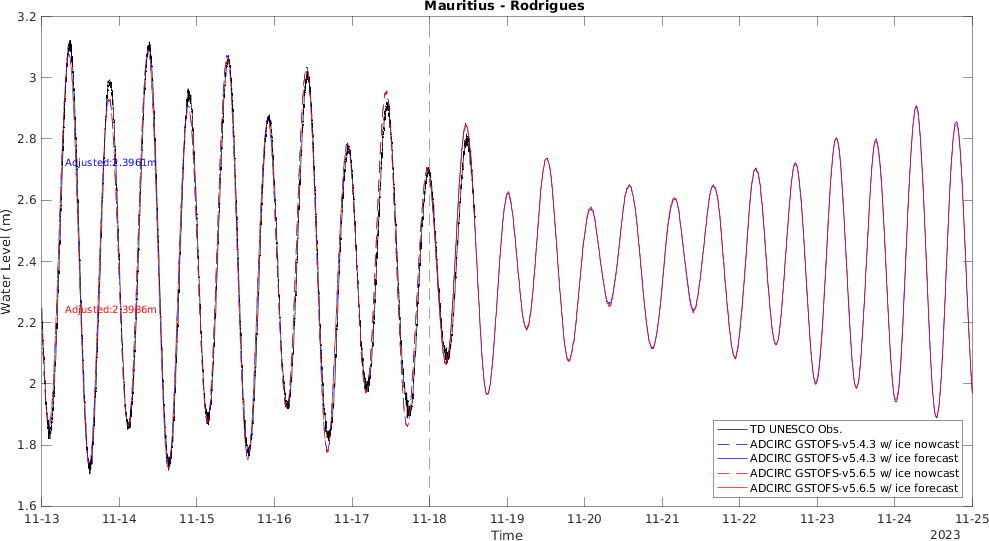 Mauritius - Rodrigues
3.2
3
2.8
2.6
2.4
2.2
2
1.8
1.6
Water Level (m)
Adjusted:2.3961m
Adjusted:2.3986m
TD UNESCO Obs.
ADCIRC GSTOFS-v5.4.3 w/ ice nowcast
ADCIRC GSTOFS-v5.4.3 w/ ice forecast
ADCIRC GSTOFS-v5.6.5 w/ ice nowcast
ADCIRC GSTOFS-v5.6.5 w/ ice forecast
11-13 11-14 11-15 11-16 11-17 11-18 11-19 11-20 11-21 11-22 11-23 11-24 11-25
Time
2023